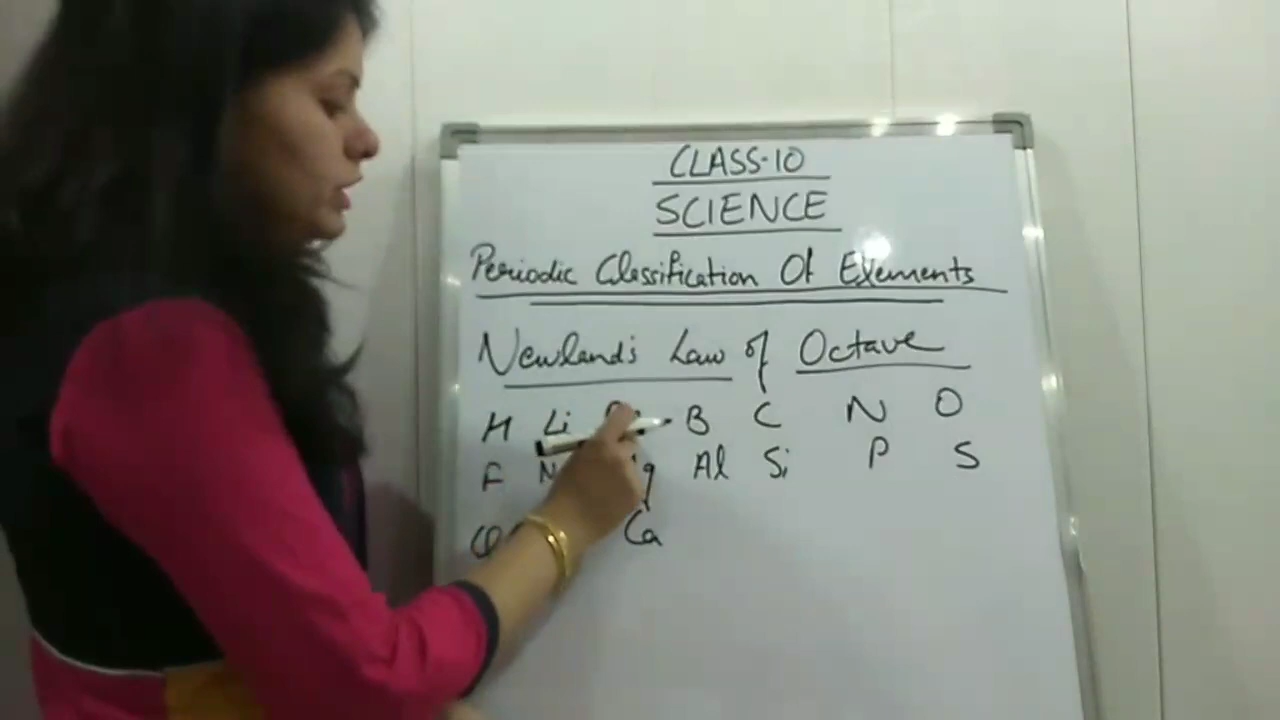 CLASS-10
SCIENCE
Periodic Classification Of Elements
Newland's Law of Octave
H Li B C N O
F Al Si P S
Ca